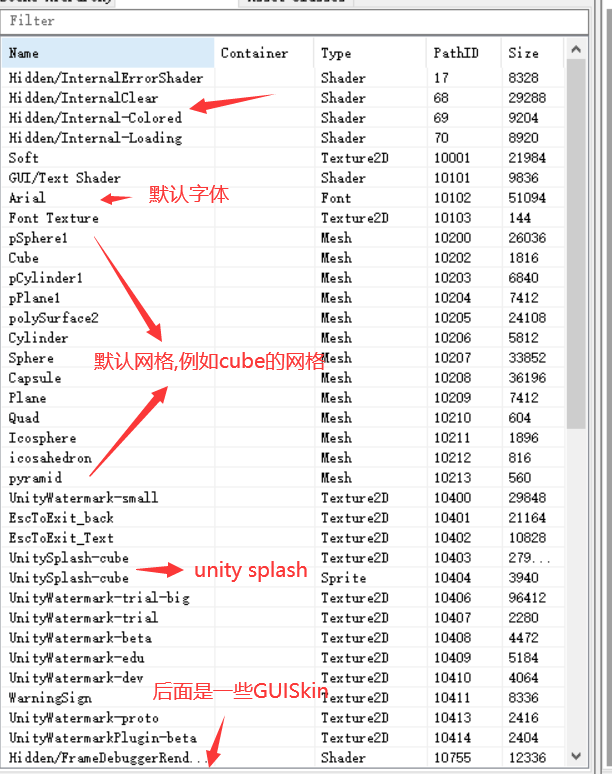 Filter
Name Container Type PathID Size
Hidden/InternalErrorShader Shader 17 8328
Hidden/InternalClear Shader 68 29288
Hidden/Internal-Colored Shader 69 9204
Hidden/Internal-Loading Shader 70 8920
Soft Texture2D 10001 21984
GUI/Text Shader Shader 10101 9836
Arial 默认字体 Font 10102 51094
Font Texture Texture2D 10103 144
pSphere1 Mesh 10200 26036
Cube Mesh 10202 1816
pCylinder1 Mesh 10203 6840
pPlane1 Mesh 10204 7412
polySurface2 Mesh 10205 24108
Cylinder Mesh 10206 5812
Sphere Mesh 10207 33852
默认网格,例如cube的网格
Capsule Mesh 10208 36196
Plane Mesh 10209 7412
Quad Mesh 10210 604
Icosphere Mesh 10211 1896
icosahedron Mesh 10212 816
pyramid Mesh 10213 560
UnityWatermark-small Texture2D 10400 29848
EscToExit_back Texture2D 10401 21164
EscToExit_Text Texture2D 10402 10828
UnitySplash-cube Texture2D 10403 279...
unity splash
UnitySplash-cube Sprite 10404 3940
UnityWatermark-trial-big Texture2D 10406 96412
UnityWatermark-trial Texture2D 10407 2280
UnityWatermark-beta Texture2D 10408 4472
UnityWatermark-edu Texture2D 10409 5184
UnityWatermark-dev Texture2D 10410 4064
后面是一些GUISkin
WarningSign Texture2D 10411 8336
UnityWatermark-proto Texture2D 10413 2416
UnityWatermarkPlugin-beta Texture2D 10414 2404
Hidden/FrameDebuggerRend... Shader 10755 12336